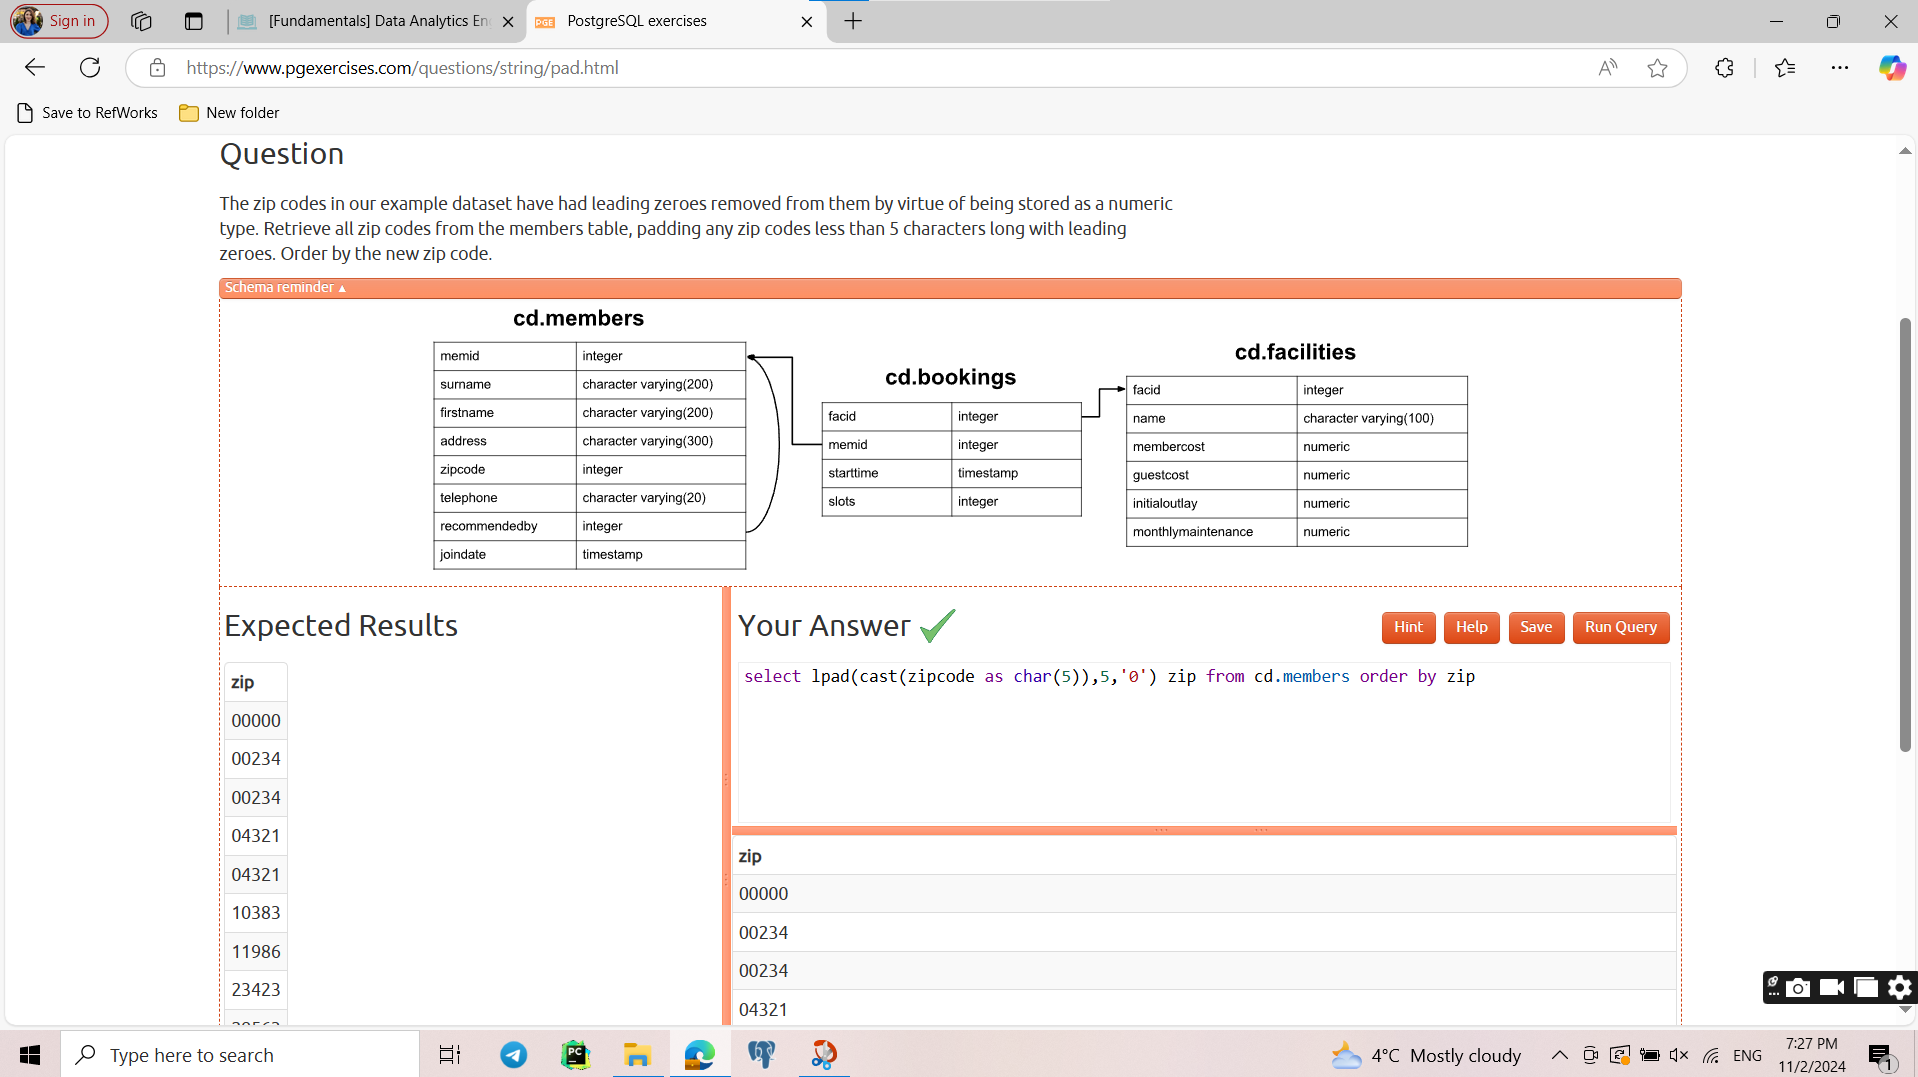 Sign in
[Fundamentals] Data Analytics En
PGE
PostgreSQL exercises
https://www.pgexercises.com/questions/string/pad.html
Save to RefWorks
New folder
Question
The zip codes in our example dataset have had leading zeroes removed from them by virtue of being stored as a numeric
type. Retrieve all zip codes from the members table, padding any zip codes less than 5 characters long with leading
zeroes. Order by the new zip code.
Schema reminder ▴
cd.members
memid integer
surname character varying(200)
firstname character varying(200)
address character varying(300)
zipcode integer
telephone character varying(20)
recommendedby integer
joindate timestamp
cd.bookings
facid integer
memid integer
starttime timestamp
slots integer
cd.facilities
facid integer
name character varying(100)
membercost numeric
guestcost numeric
initialoutlay numeric
monthlymaintenance numeric
Expected Results
zip
00000
00234
00234
04321
04321
10383
11986
23423
Your Answer
Hint
Help
Save
Run Query
select lpad(cast(zipcode as char(5)),5,'0') zip from cd.members order by zip
zip
00000
00234
00234
04321
Type here to search
PC
4°C Mostly cloudy
ENG
7:27 PM
11/2/2024
1